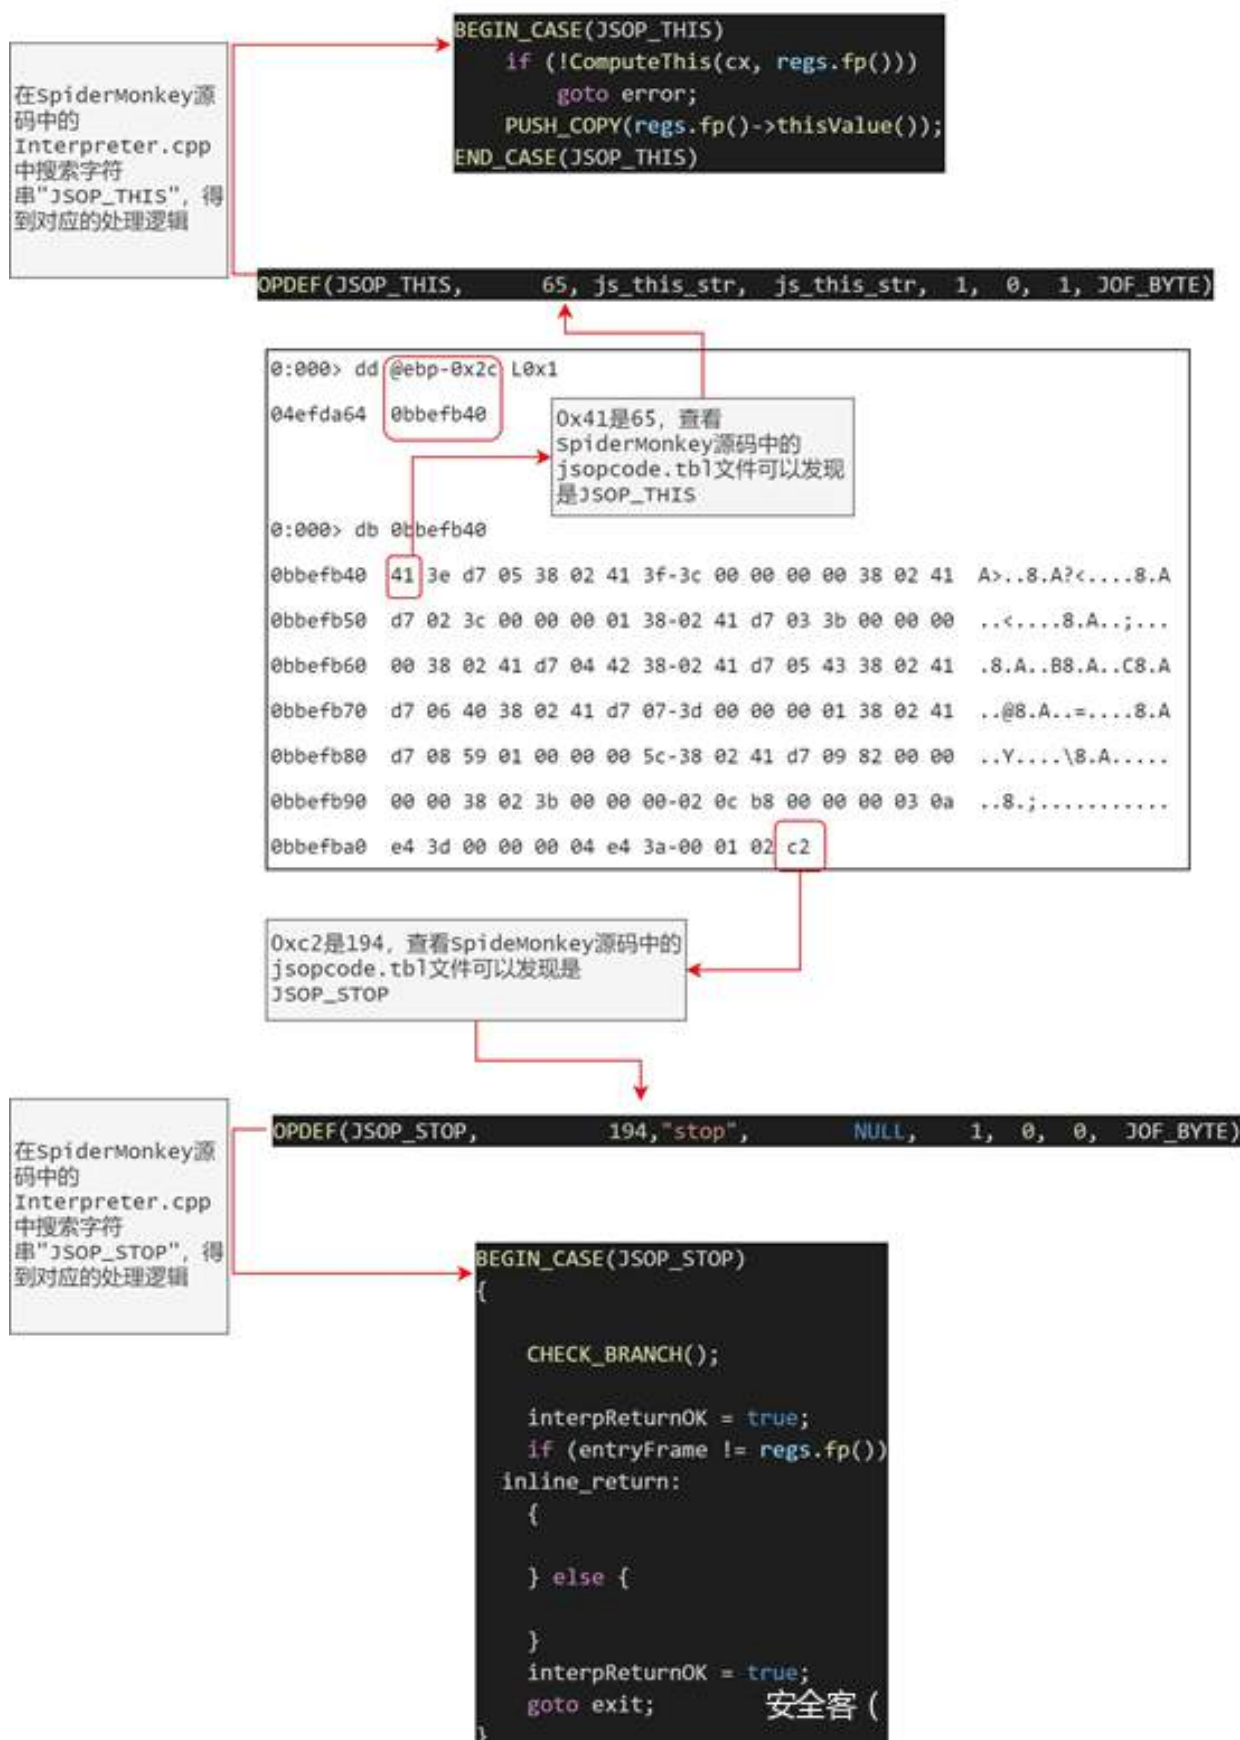 BEGIN_CASE(JSOP_THIS)
if (!ComputeThis(cx, regs.fp()))
goto error;
PUSH_COPY(regs.fp()->thisValue());
END_CASE(JSOP_THIS)
在SpiderMonkey源
码中的
Interpreter.cpp
中搜索字符
串"JSOP_THIS"，得
到对应的处理逻辑
OPDEF(JSOP_THIS, 65, js_this_str, js_this_str, 1, 0, 1, JOF_BYTE)
0:000> dd @ebp-0x2c L0x1
04efda64 0bbefb40
0x41是65，查看
SpiderMonkey源码中的
jsopcode.tbl文件可以发现
是JSOP_THIS
0:000> db 0bbefb40
0bbefb40 41 3e d7 05 38 02 41 3f-3c 00 00 00 00 38 02 41 A>..8.A?<....8.A
0bbefb50 d7 02 3c 00 00 00 01 38-02 41 d7 03 3b 00 00 00 ..<....8.A..;...
0bbefb60 00 38 02 41 d7 04 42 38-02 41 d7 05 43 38 02 41 .8.A..B8.A..C8.A
0bbefb70 d7 06 40 38 02 41 d7 07-3d 00 00 00 01 38 02 41 ..@8.A..=....8.A
0bbefb80 d7 08 59 01 00 00 00 5c-38 02 41 d7 09 82 00 00 ..Y....\8.A.....
0bbefb90 00 00 38 02 3b 00 00 00-02 0c b8 00 00 00 03 0a ..8.;...........
0bbefba0 e4 3d 00 00 00 04 e4 3a-00 01 02 c2
0xc2是194，查看SpideMonkey源码中的
jsopcode.tbl文件可以发现是
JSOP_STOP
OPDEF(JSOP_STOP, 194,"stop", NULL, 1, 0, 0, JOF_BYTE)
在SpiderMonkey源
码中的
Interpreter.cpp
中搜索字符
串"JSOP_STOP"，得
到对应的处理逻辑
BEGIN_CASE(JSOP_STOP)
{
CHECK_BRANCH();
interpReturnOK = true;
if (entryFrame != regs.fp())
inline_return:
{
} else {
}
interpReturnOK = true;
goto exit;
}
安全客 (